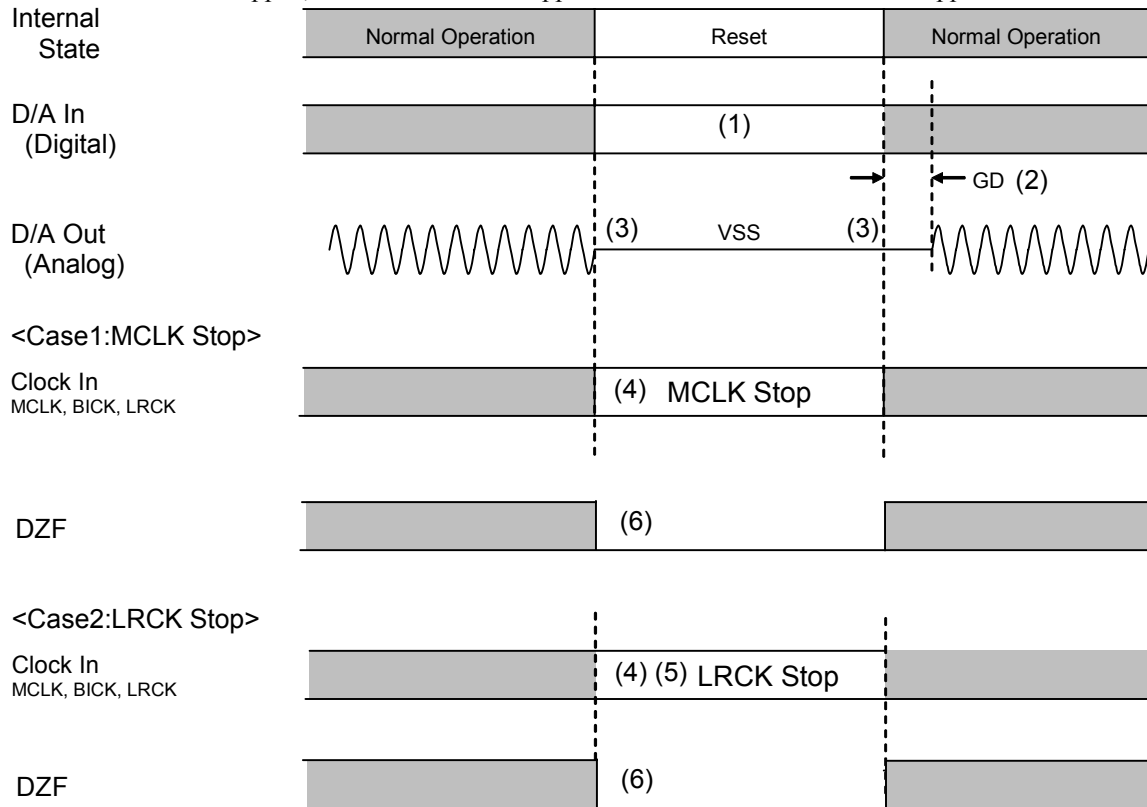 Internal
State
Normal Operation
Reset
Normal Operation
D/A In
(Digital)
(1)
GD (2)
D/A Out
(Analog)
(3)
VSS
(3)
<Case1:MCLK Stop>
Clock In
MCLK, BICK, LRCK
(4) MCLK Stop
DZF
(6)
<Case2:LRCK Stop>
Clock In
MCLK, BICK, LRCK
(4) (5) LRCK Stop
DZF
(6)